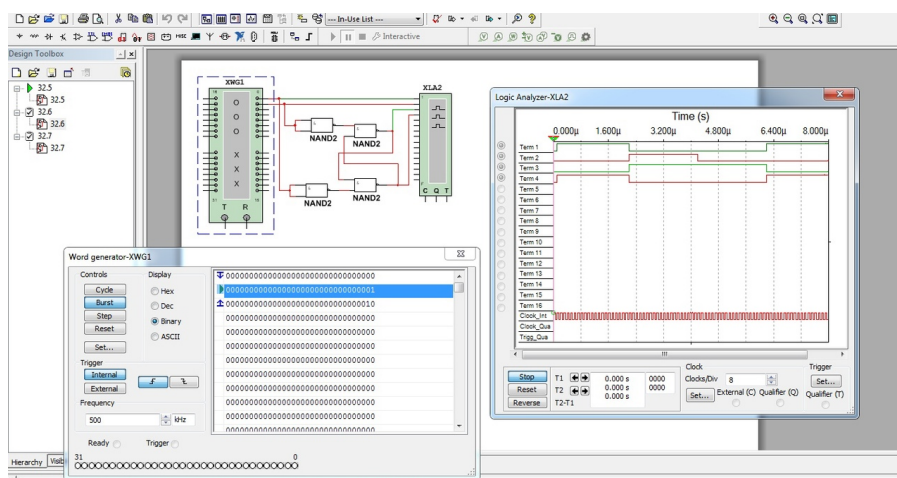 --- In-Use List ---
Interactive
Design Toolbox
32.5
32.5
32.6
32.6
32.7
32.7
Hierarchy
XWG1
O
O
O
X
X
X
T R
NAND2
NAND2
NAND2
NAND2
XLA2
C Q T
Logic Analyzer-XLA2
Time (s)
0.000µ 1.600µ 3.200µ 4.800µ 6.400µ 8.000µ
Term 1
Term 2
Term 3
Term 4
Term 5
Term 6
Term 7
Term 8
Term 9
Term 10
Term 11
Term 12
Term 13
Term 14
Term 15
Term 16
Clock_Int
Clock_Qua
Trigg_Qua
Stop
Reset
Reverse
T1 0.000 s 0000
T2 0.000 s 0000
T2-T1 0.000 s
Clock
Clocks/Div 8
Set...
External (C) Qualifier (Q)
Trigger
Set...
Qualifier (T)
Word generator-XWG1
Controls
Cycle
Burst
Step
Reset
Set...
Display
Hex
Dec
Binary
ASCII
Trigger
Internal
External
Frequency
500 kHz
Ready Trigger
31 0
00000000000000000000000000000000
00000000000000000000000000000001
00000000000000000000000000000010
00000000000000000000000000000000
00000000000000000000000000000000
00000000000000000000000000000000
00000000000000000000000000000000
00000000000000000000000000000000
00000000000000000000000000000000
00000000000000000000000000000000
00000000000000000000000000000000